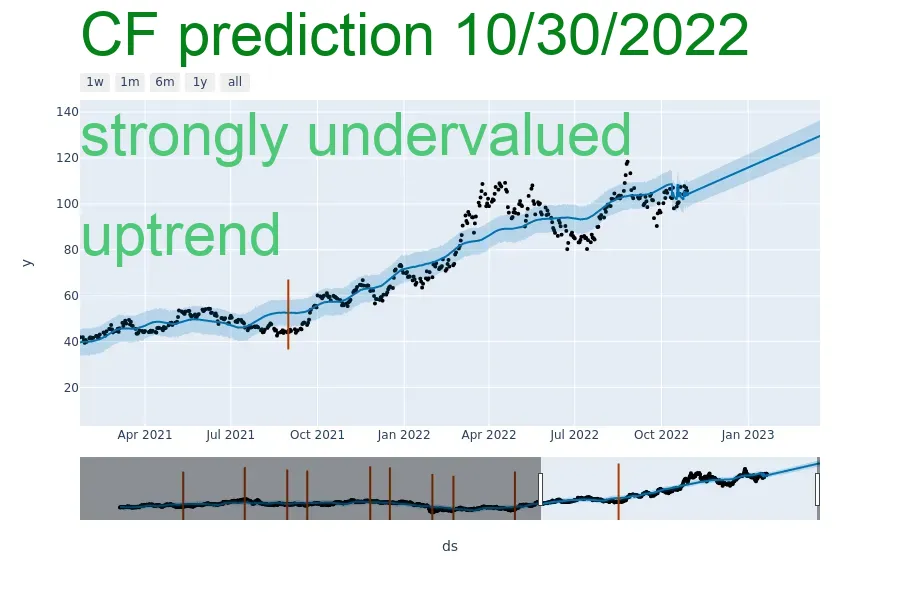 CF prediction 10/30/2022
1w 1m 6m 1y all
140
strongly undervalued
120
100
uptrend
80
y
60
40
20
Apr 2021 Jul 2021 Oct 2021 Jan 2022 Apr 2022 Jul 2022 Oct 2022 Jan 2023
ds